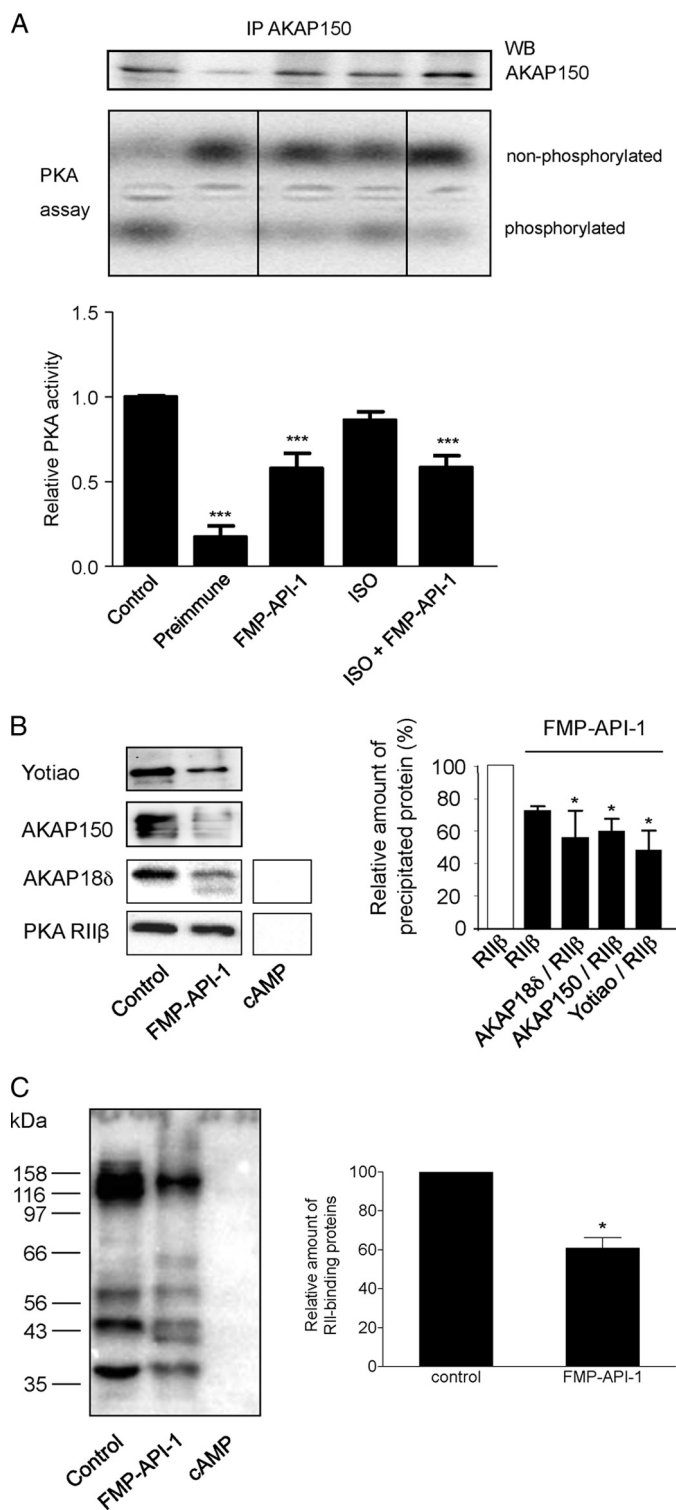 A
IP AKAP150
WB
AKAP150
PKA
assay
non-phosphorylated
phosphorylated
Relative PKA activity
1.5
1.0
0.5
0.0
Control
Preimmune
FMP-API-1
ISO
ISO + FMP-API-1
***
***
***
B
Yotiao
AKAP150
AKAP18δ
PKA RIIβ
Control
FMP-API-1
cAMP
FMP-API-1
Relative amount of
precipitated protein (%)
100
80
60
40
20
0
*
*
*
RIIβ
RIIβ
AKAP18δ / RIIβ
AKAP150 / RIIβ
Yotiao / RIIβ
C
kDa
158
116
97
66
56
43
35
Control
FMP-API-1
cAMP
Relative amount of
RII-binding proteins
100
80
60
40
20
0
*
control
FMP-API-1